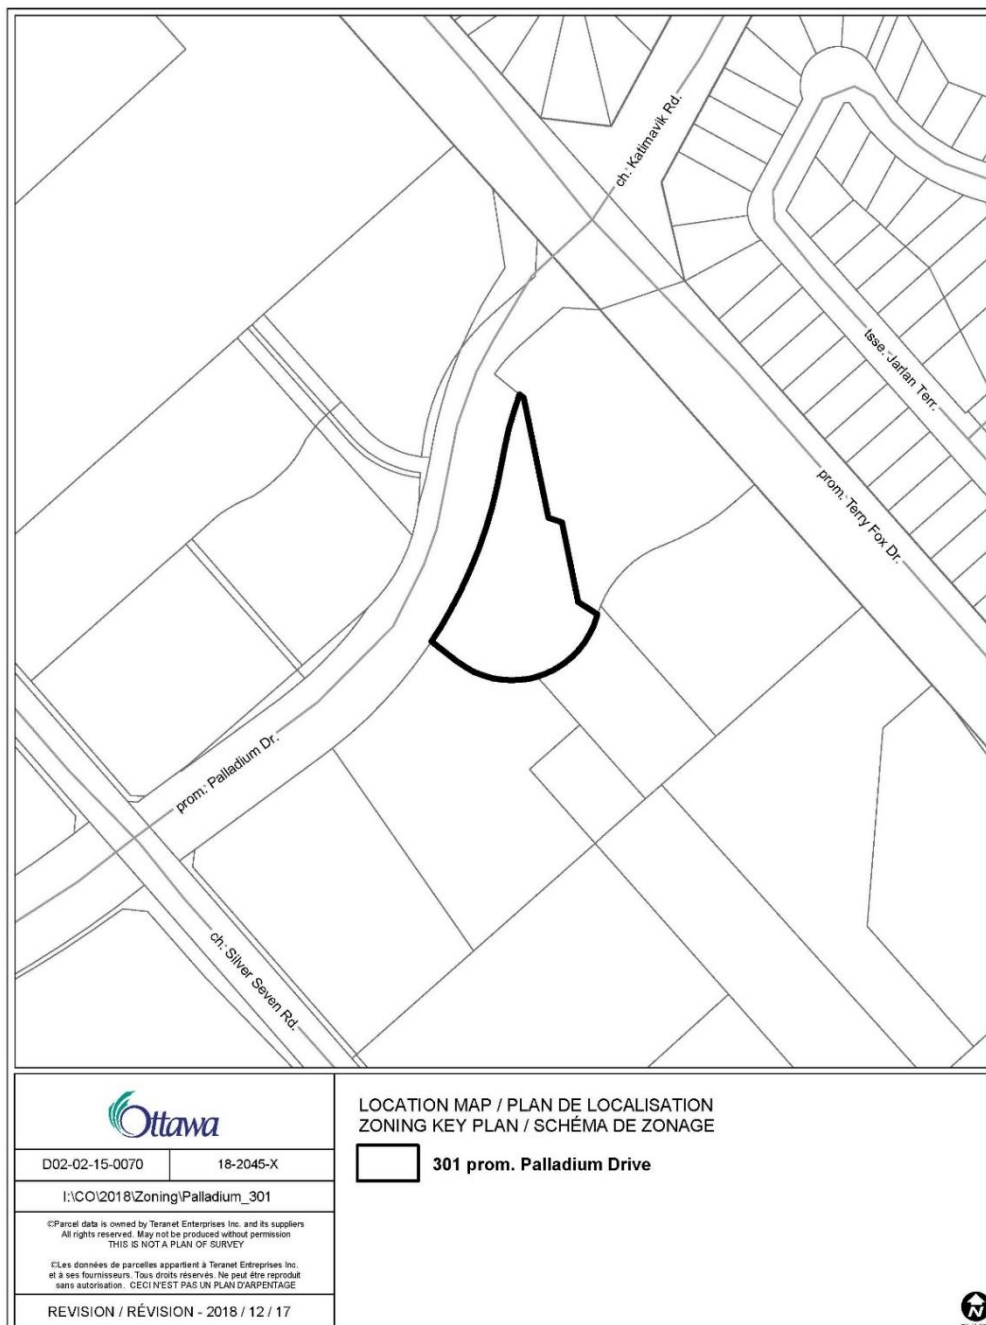 ch. Katimavik Rd.
tsse. Jarlan Terr.
prom. Terry Fox Dr.
prom. Palladium Dr.
ch. Silver Seven Rd.
Ottawa
D02-02-15-0070
18-2045-X
I:\CO\2018\Zoning\Palladium_301
©Parcel data is owned by Teranet Enterprises Inc. and its suppliers
All rights reserved. May not be produced without permission
THIS IS NOT A PLAN OF SURVEY
©Les données de parcelles appartient à Teranet Entreprises Inc.
et à ses fournisseurs. Tous droits réservés. Ne peut être reproduit
sans autorisation. CECI N'EST PAS UN PLAN D'ARPENTAGE
REVISION / RÉVISION - 2018 / 12 / 17
LOCATION MAP / PLAN DE LOCALISATION
ZONING KEY PLAN / SCHÉMA DE ZONAGE
301 prom. Palladium Drive
N